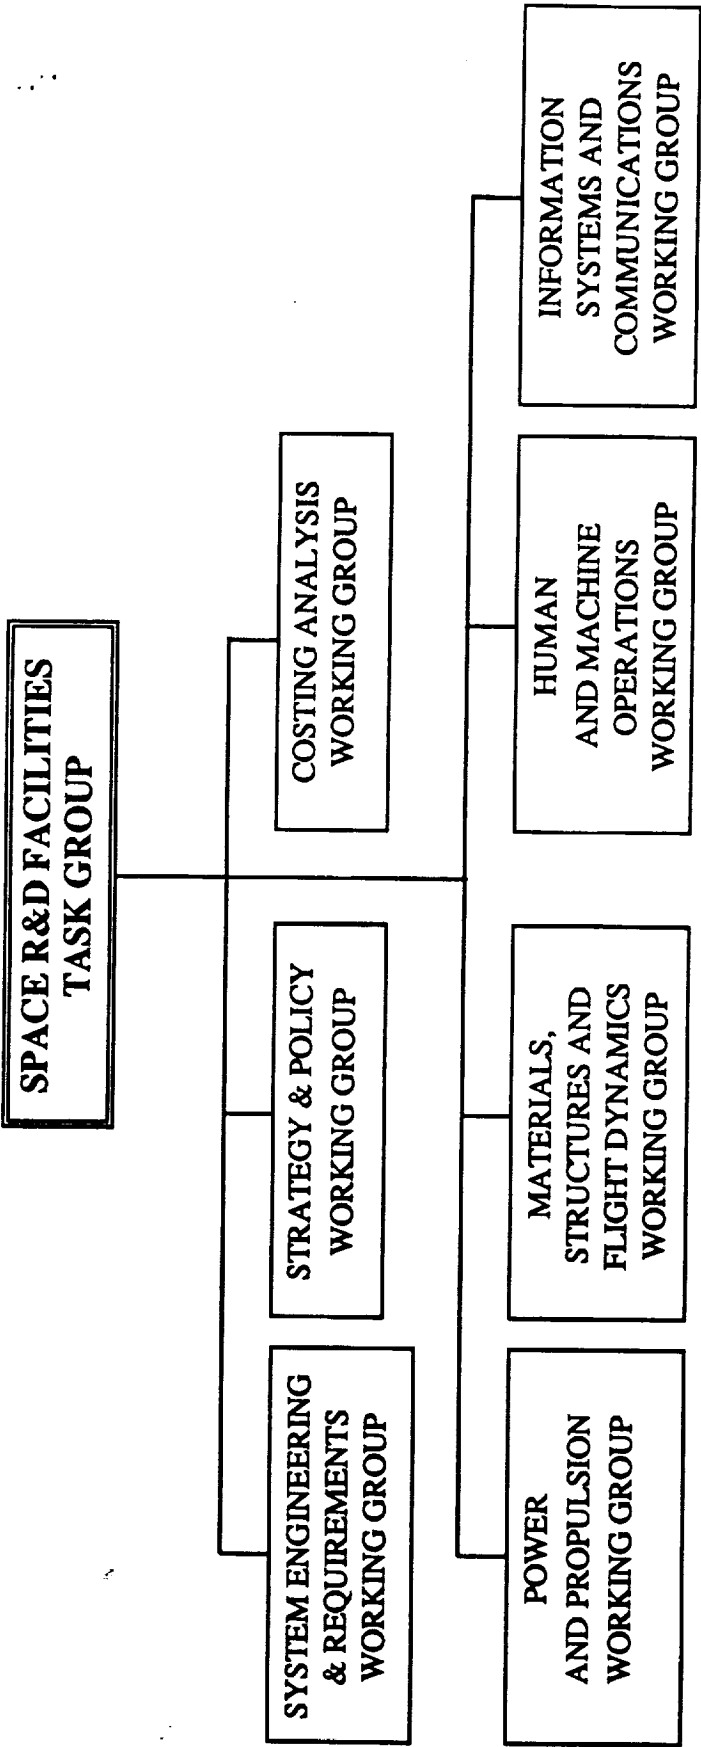 SPACE R&D FACILITIES
TASK GROUP
SYSTEM ENGINEERING
& REQUIREMENTS
WORKING GROUP
STRATEGY & POLICY
WORKING GROUP
COSTING ANALYSIS
WORKING GROUP
POWER
AND PROPULSION
WORKING GROUP
MATERIALS,
STRUCTURES AND
FLIGHT DYNAMICS
WORKING GROUP
HUMAN
AND MACHINE
OPERATIONS
WORKING GROUP
INFORMATION
SYSTEMS AND
COMMUNICATIONS
WORKING GROUP